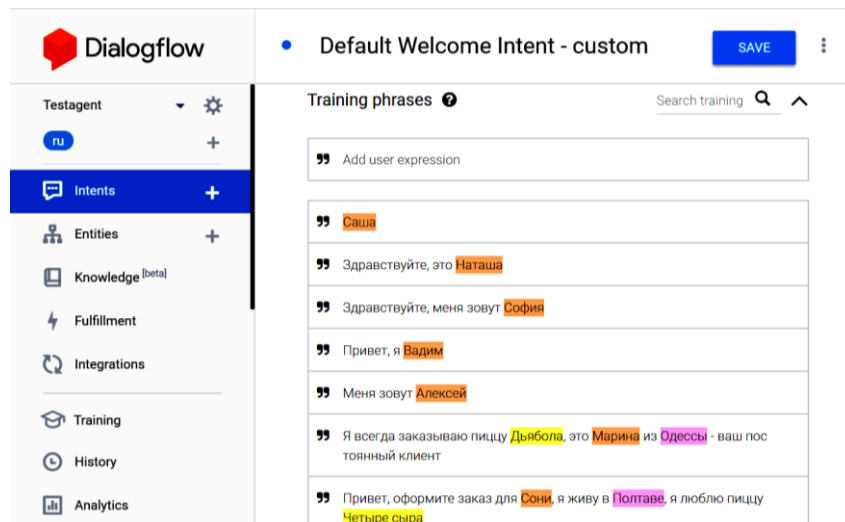 Dialogflow
Default Welcome Intent - custom
SAVE
Testagent
ru
Intents
Entities
Knowledge [beta]
Fulfillment
Integrations
Training
History
Analytics
Training phrases
Search training
Add user expression
Саша
Здравствуйте, это Наташа
Здравствуйте, меня зовут София
Привет, я Вадим
Меня зовут Алексей
Я всегда заказываю пиццу Дьябола, это Марина из Одессы - ваш пос
тоянный клиент
Привет, оформите заказ для Сони, я живу в Полтаве, я люблю пиццу
Четыре сыра